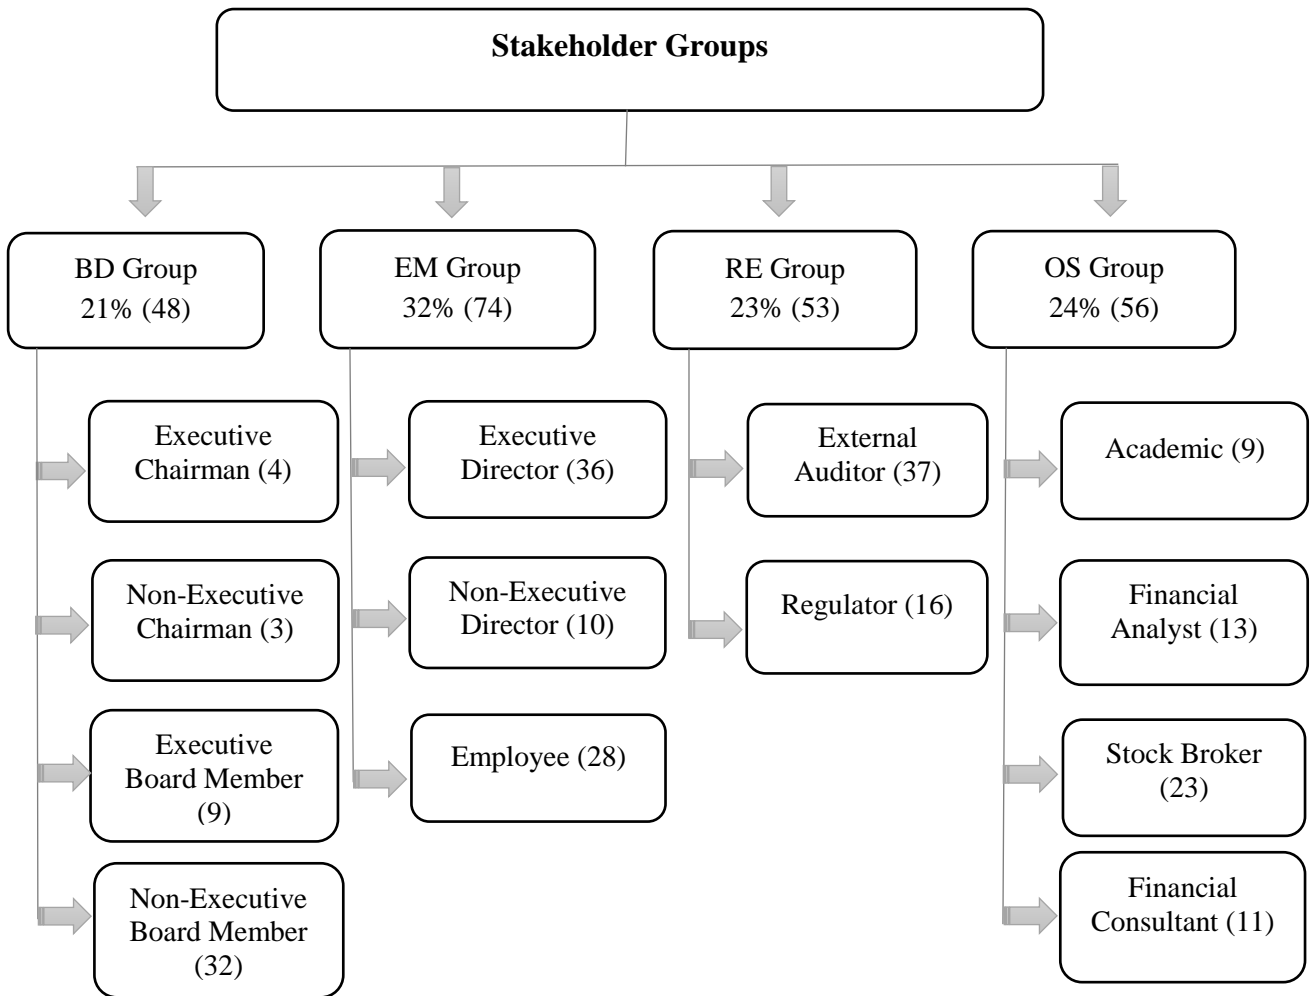 Stakeholder Groups
BD Group
21% (48)
EM Group
32% (74)
RE Group
23% (53)
OS Group
24% (56)
Executive
Chairman (4)
Non-Executive
Chairman (3)
Executive
Board Member
(9)
Non-Executive
Board Member
(32)
Executive
Director (36)
Non-Executive
Director (10)
Employee (28)
External
Auditor (37)
Regulator (16)
Academic (9)
Financial
Analyst (13)
Stock Broker
(23)
Financial
Consultant (11)